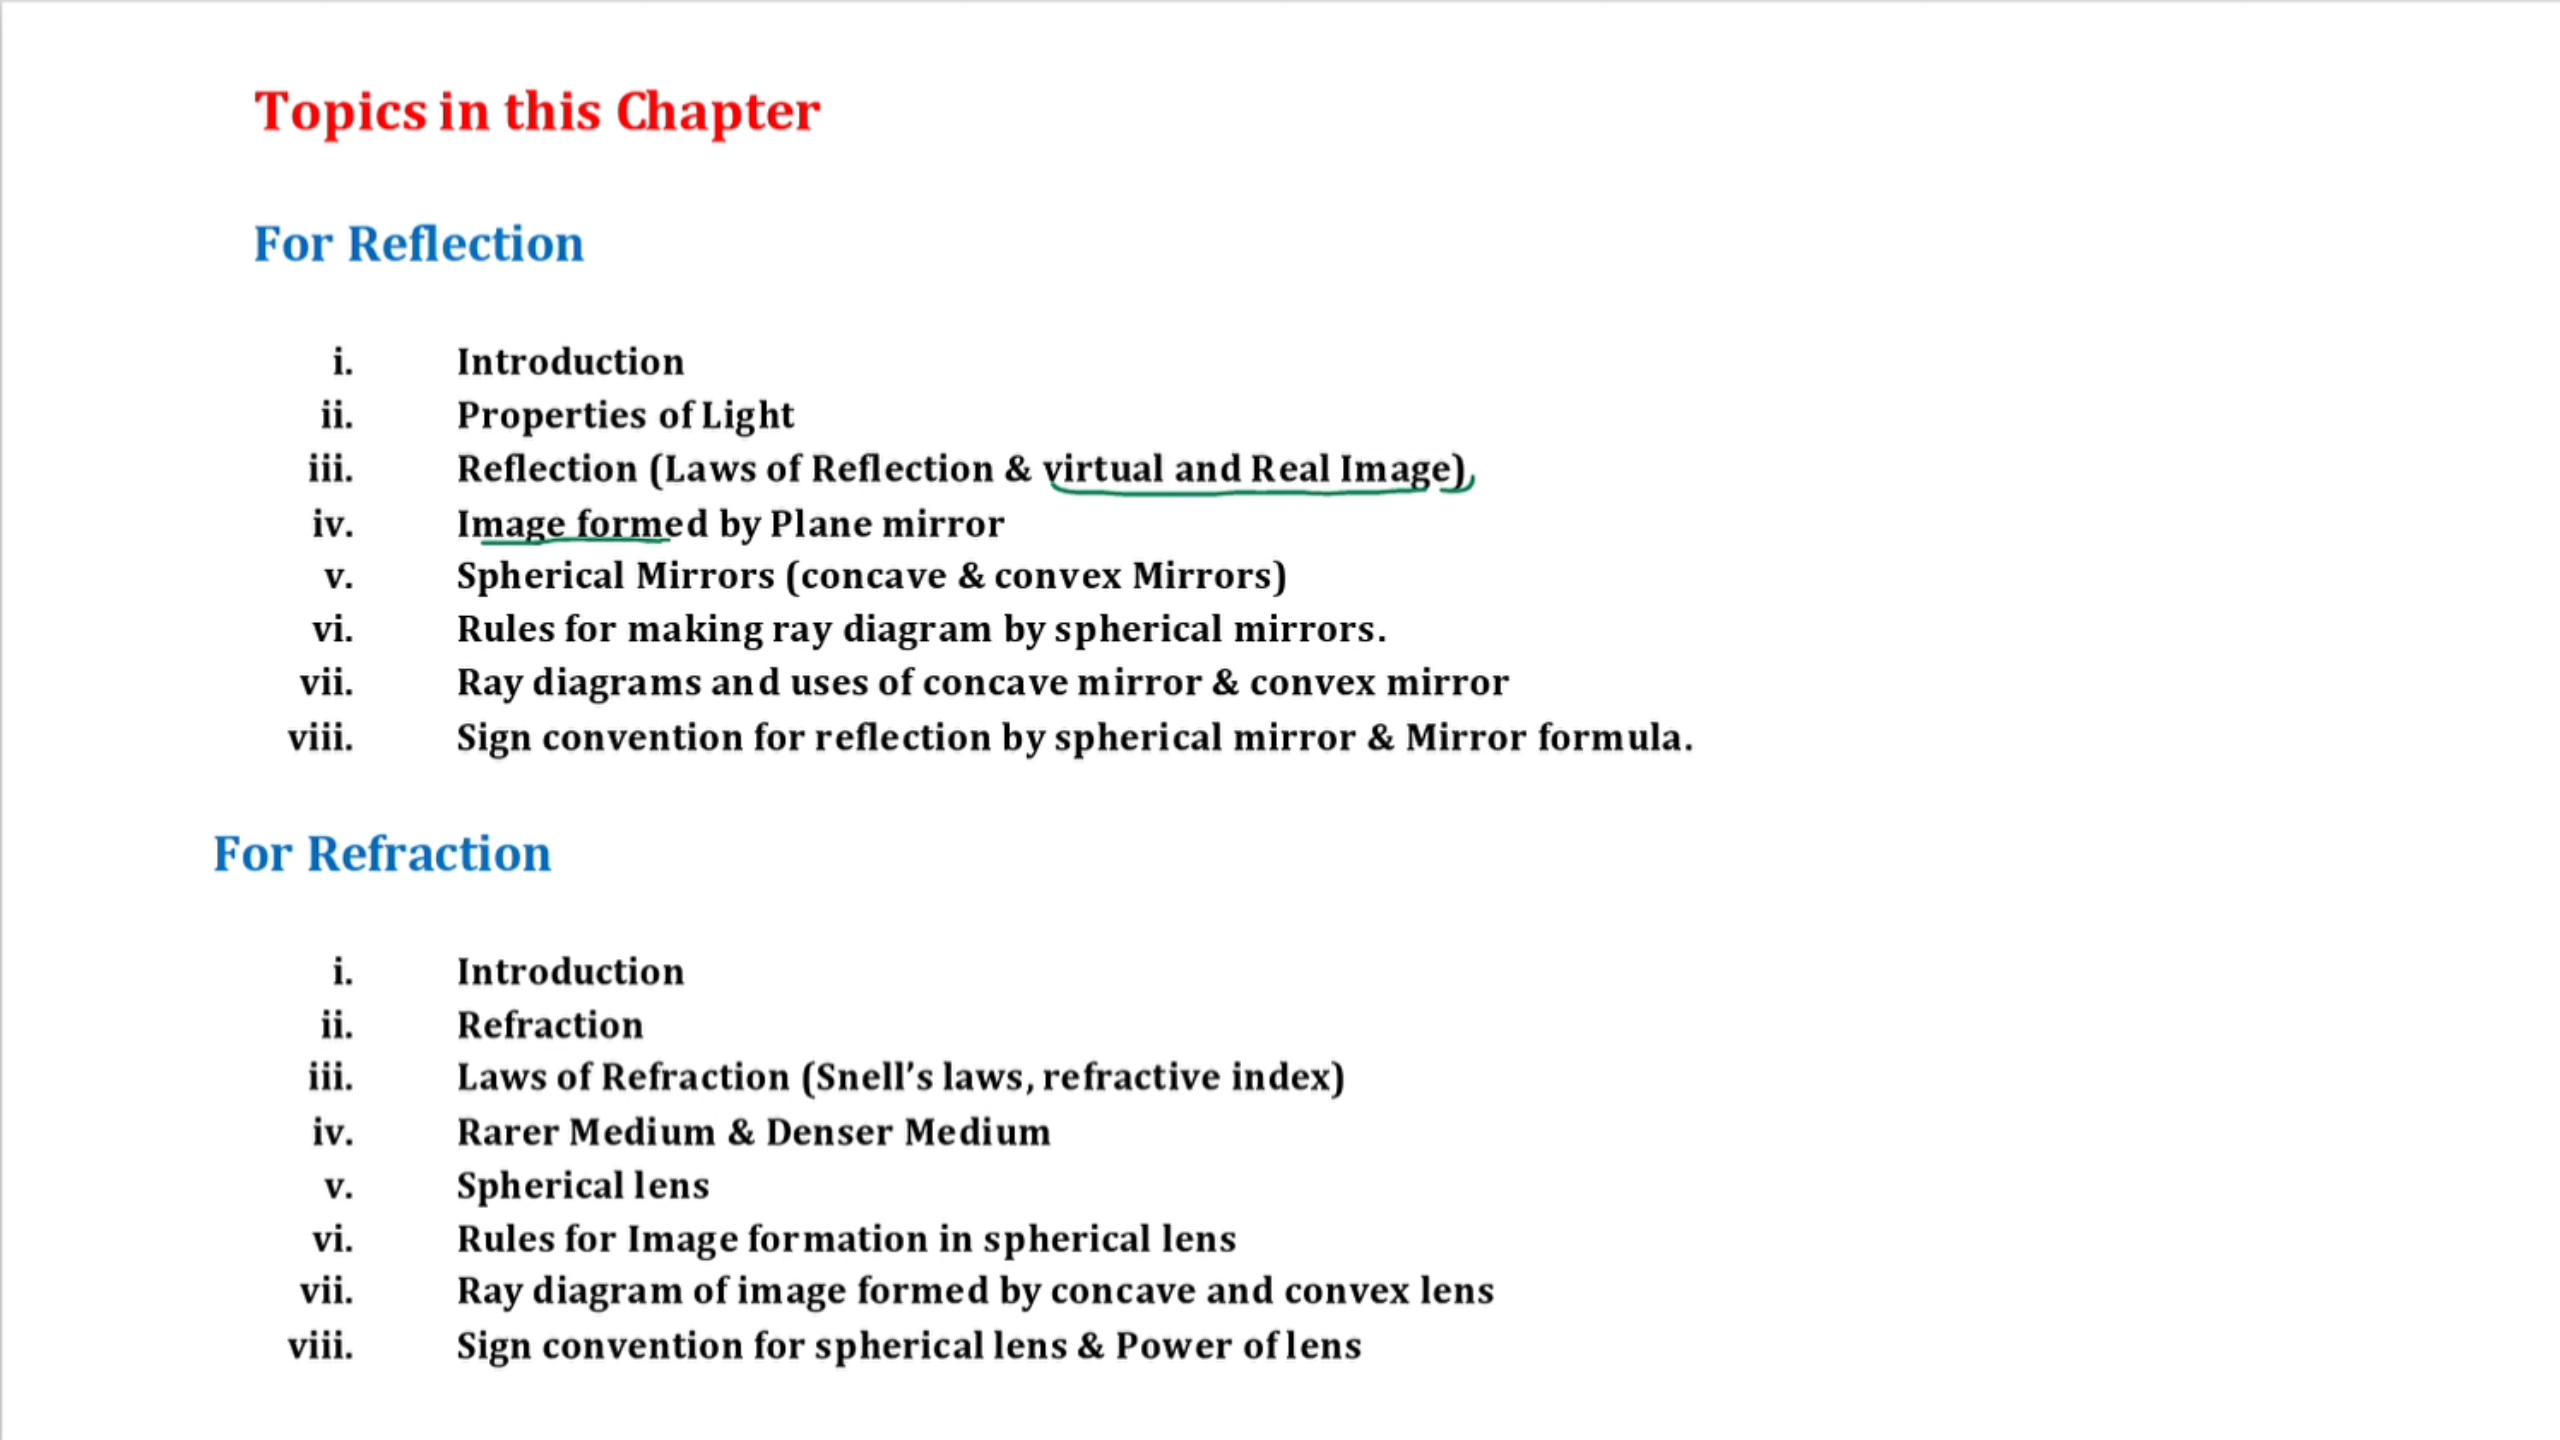 Topics in this Chapter
For Reflection
i. Introduction
ii. Properties of Light
iii. Reflection (Laws of Reflection & virtual and Real Image)
iv. Image formed by Plane mirror
v. Spherical Mirrors (concave & convex Mirrors)
vi. Rules for making ray diagram by spherical mirrors.
vii. Ray diagrams and uses of concave mirror & convex mirror
viii. Sign convention for reflection by spherical mirror & Mirror formula.
For Refraction
i. Introduction
ii. Refraction
iii. Laws of Refraction (Snell’s laws, refractive index)
iv. Rarer Medium & Denser Medium
v. Spherical lens
vi. Rules for Image formation in spherical lens
vii. Ray diagram of image formed by concave and convex lens
viii. Sign convention for spherical lens & Power of lens